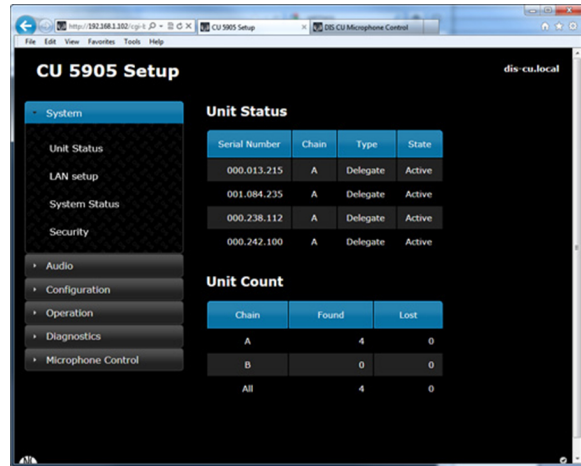 http://192.168.1.102/cgi-b
CU 5905 Setup
DIS CU Microphone Control
File Edit View Favorites Tools Help
CU 5905 Setup
dis-cu.local
System
Unit Status
LAN setup
System Status
Security
Audio
Configuration
Operation
Diagnostics
Microphone Control
Unit Status
Serial Number Chain Type State
000.013.215 A Delegate Active
001.084.235 A Delegate Active
000.238.112 A Delegate Active
000.242.100 A Delegate Active
Unit Count
Chain Found Lost
A 4 0
B 0 0
All 4 0